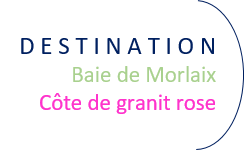 DESTINATION
Baie de Morlaix
Côte de granit rose